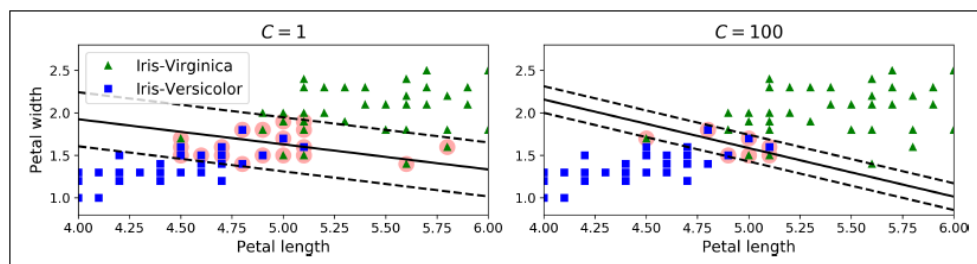 C = 1
Iris-Virginica
Iris-Versicolor
Petal width
2.5
2.0
1.5
1.0
4.00 4.25 4.50 4.75 5.00 5.25 5.50 5.75 6.00
Petal length
C = 100
2.5
2.0
1.5
1.0
4.00 4.25 4.50 4.75 5.00 5.25 5.50 5.75 6.00
Petal length